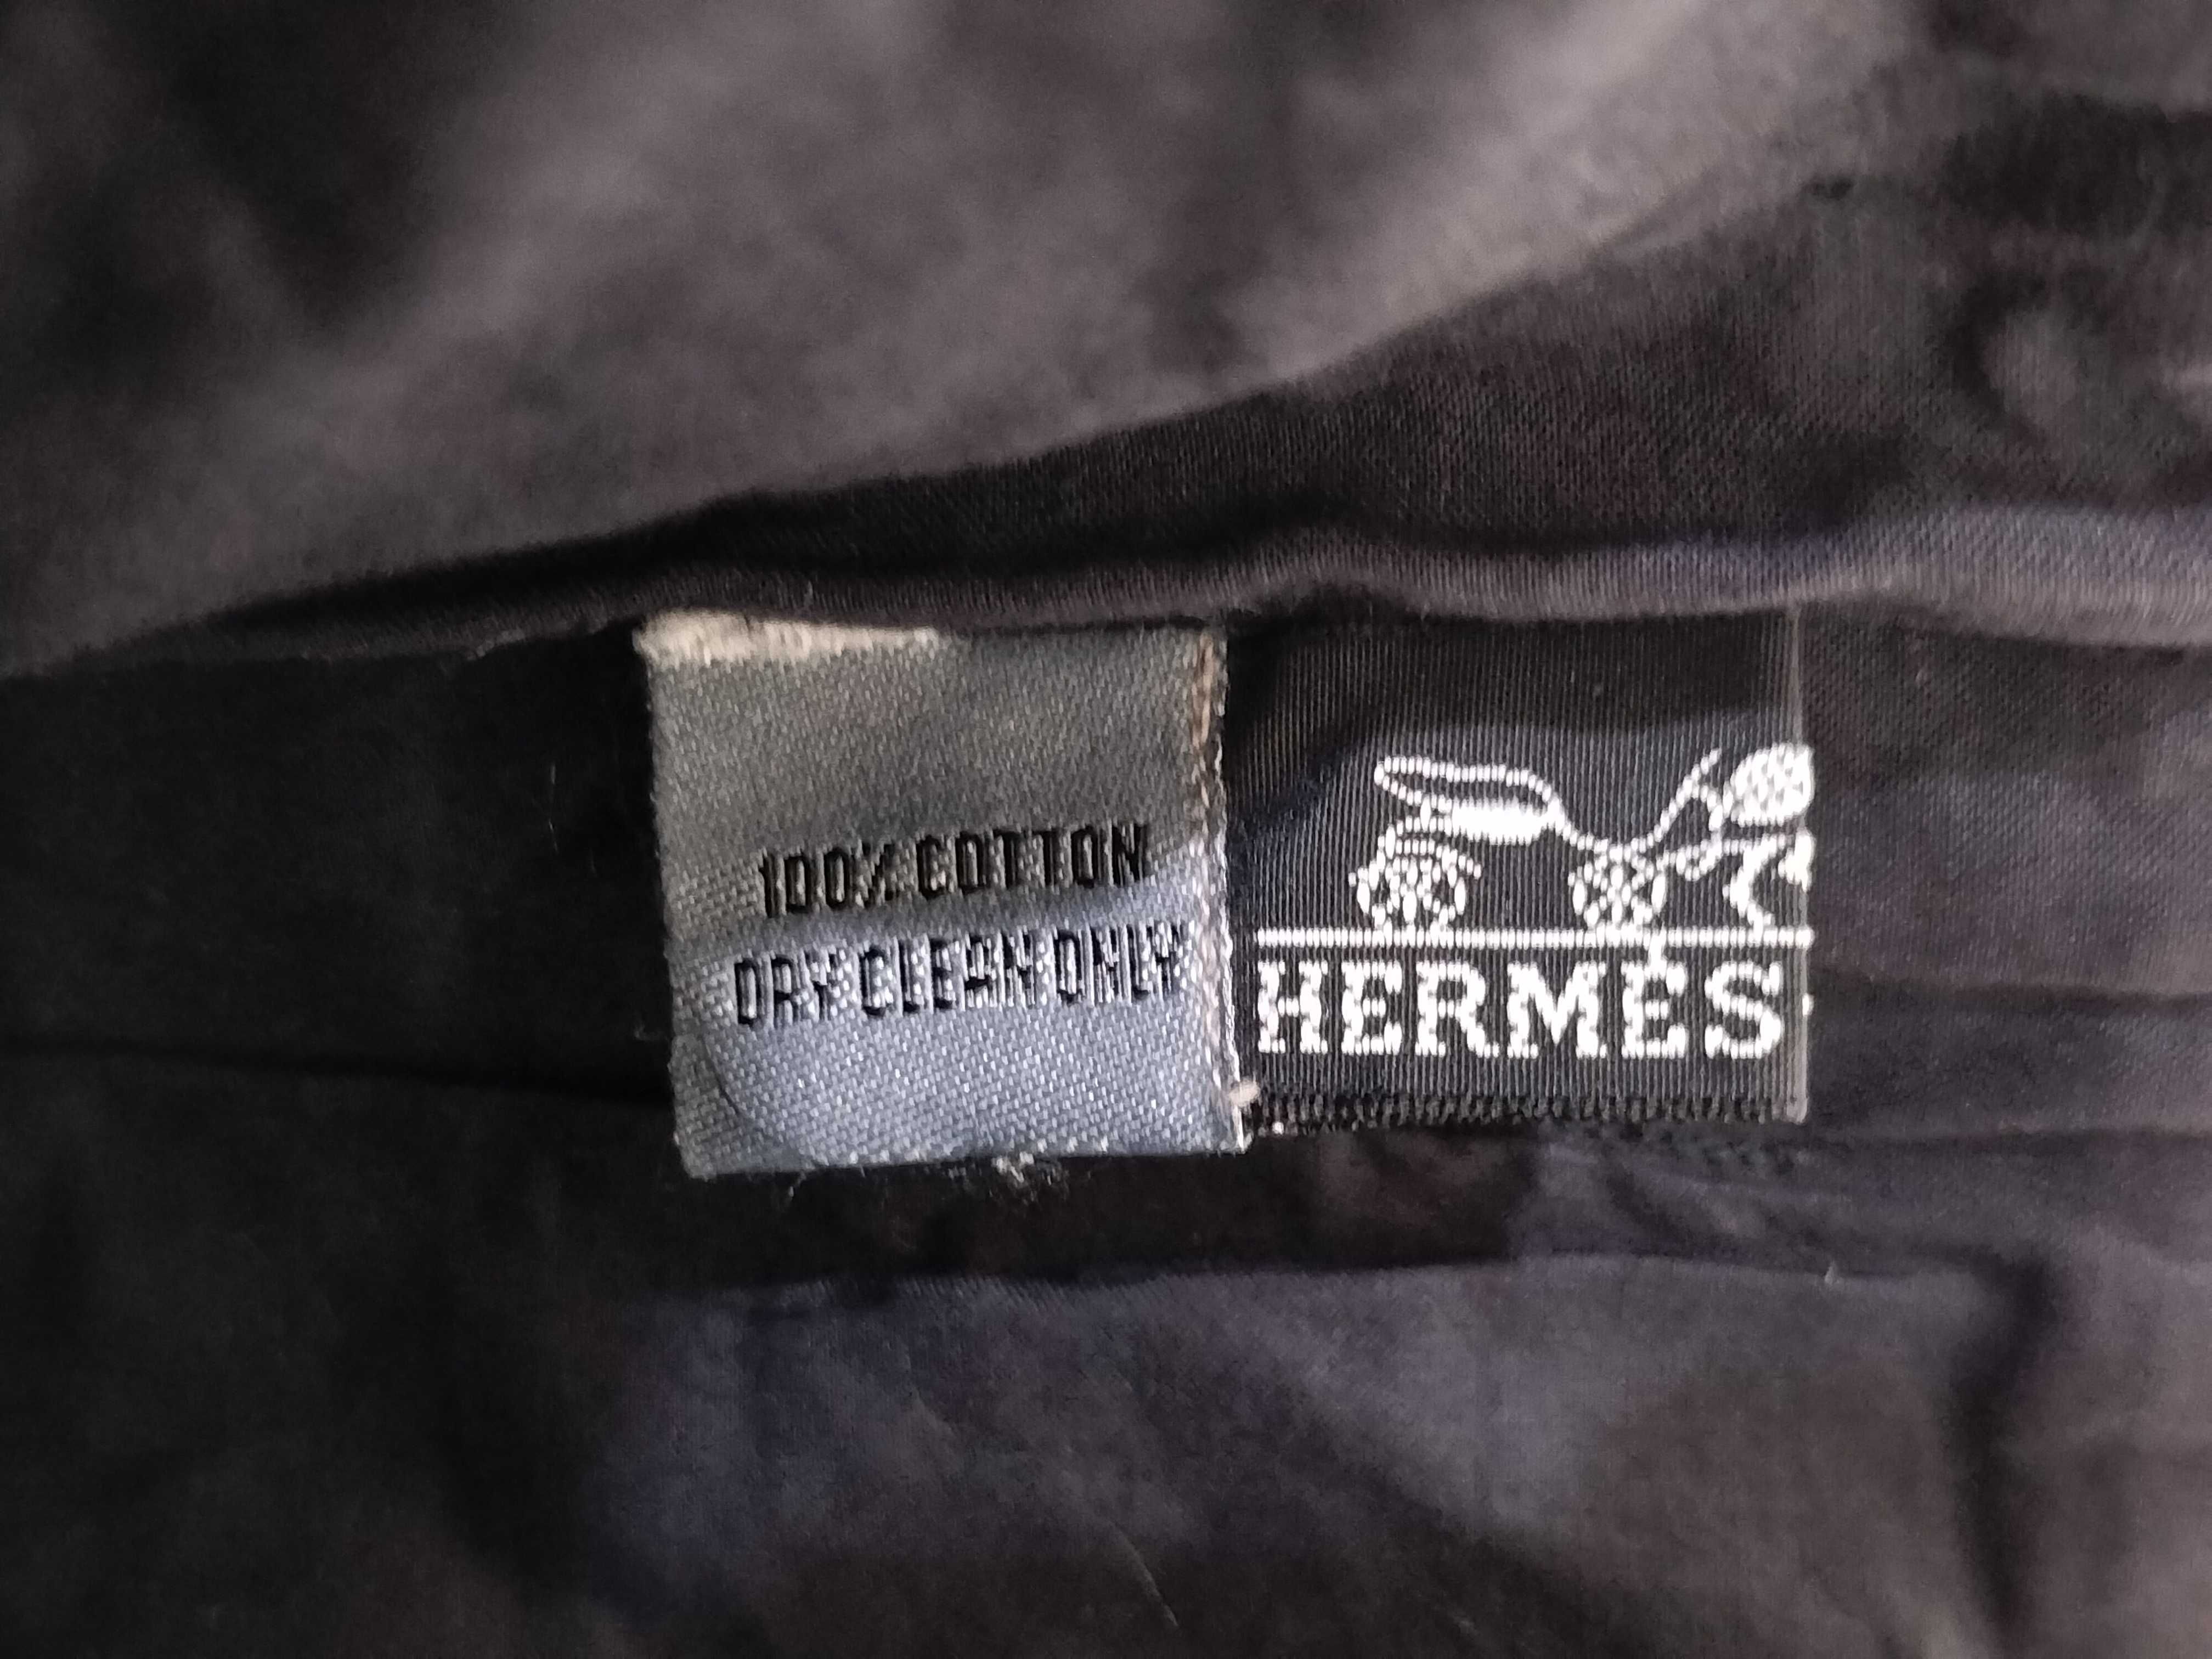 100% COTTON
DRY CLEAN ONLY
HERMES